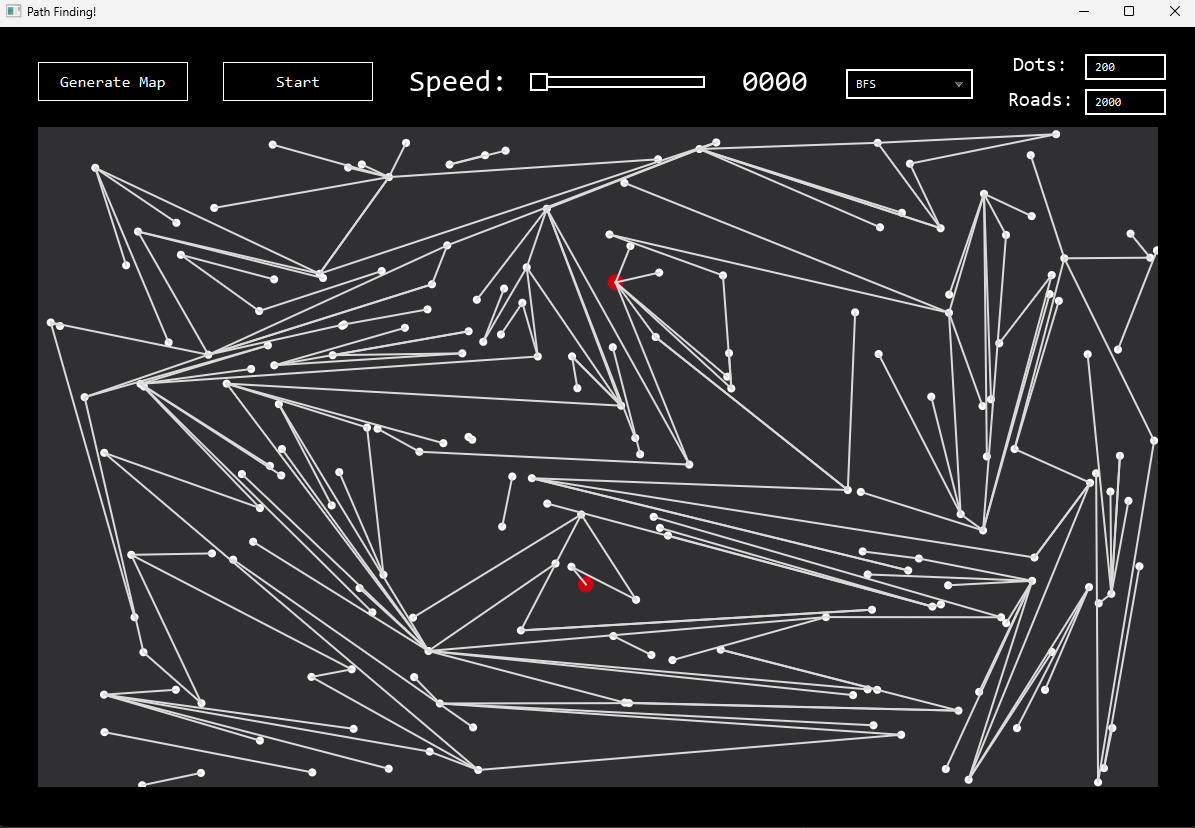 Path Finding!
Generate Map
Start
Speed:
0000
BFS
Dots:
200
Roads:
2000